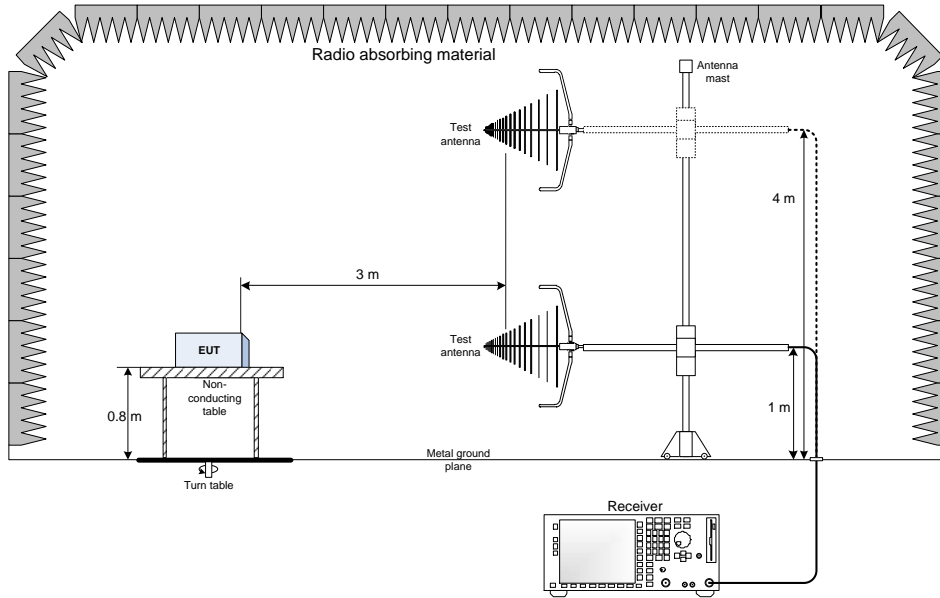 Radio absorbing material
Antenna
mast
Test
antenna
4 m
3 m
Test
antenna
EUT
Non-
conducting
table
0.8 m
1 m
Metal ground
plane
Turn table
Receiver